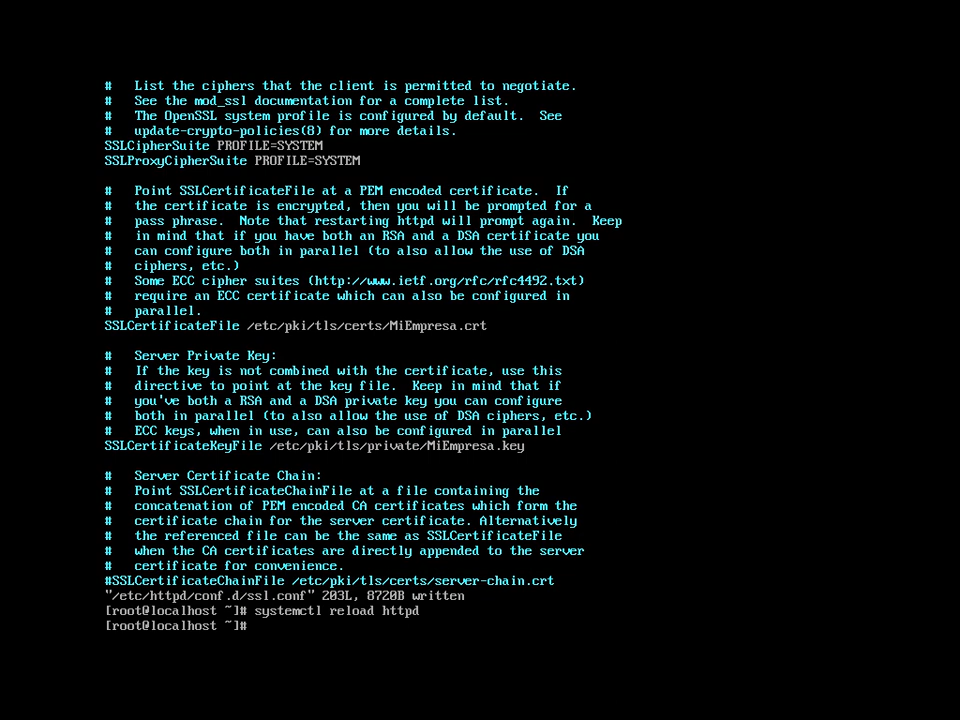 #   List the ciphers that the client is permitted to negotiate.
#   See the mod_ssl documentation for a complete list.
#   The OpenSSL system profile is configured by default.  See
#   update-crypto-policies(8) for more details.
SSLCipherSuite PROFILE=SYSTEM
SSLProxyCipherSuite PROFILE=SYSTEM
#   Point SSLCertificateFile at a PEM encoded certificate.  If
#   the certificate is encrypted, then you will be prompted for a
#   pass phrase.  Note that restarting httpd will prompt again.  Keep
#   in mind that if you have both an RSA and a DSA certificate you
#   can configure both in parallel (to also allow the use of DSA
#   ciphers, etc.)
#   Some ECC cipher suites (http://www.ietf.org/rfc/rfc4492.txt)
#   require an ECC certificate which can also be configured in
#   parallel.
SSLCertificateFile /etc/pki/tls/certs/MiEmpresa.crt
#   Server Private Key:
#   If the key is not combined with the certificate, use this
#   directive to point at the key file.  Keep in mind that if
#   you've both a RSA and a DSA private key you can configure
#   both in parallel (to also allow the use of DSA ciphers, etc.)
#   ECC keys, when in use, can also be configured in parallel
SSLCertificateKeyFile /etc/pki/tls/private/MiEmpresa.key
#   Server Certificate Chain:
#   Point SSLCertificateChainFile at a file containing the
#   concatenation of PEM encoded CA certificates which form the
#   certificate chain for the server certificate. Alternatively
#   the referenced file can be the same as SSLCertificateFile
#   when the CA certificates are directly appended to the server
#   certificate for convenience.
#SSLCertificateChainFile /etc/pki/tls/certs/server-chain.crt
"/etc/httpd/conf.d/ssl.conf" 203L, 8720B written
[root@localhost ~]# systemctl reload httpd
[root@localhost ~]#